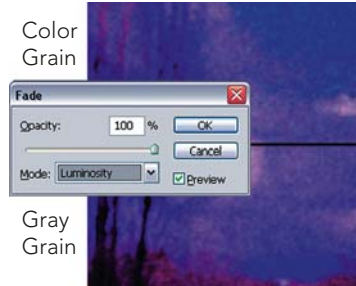 Color
Grain
Fade
Opacity: 100 % OK
Cancel
Mode: Luminosity Preview
Gray
Grain